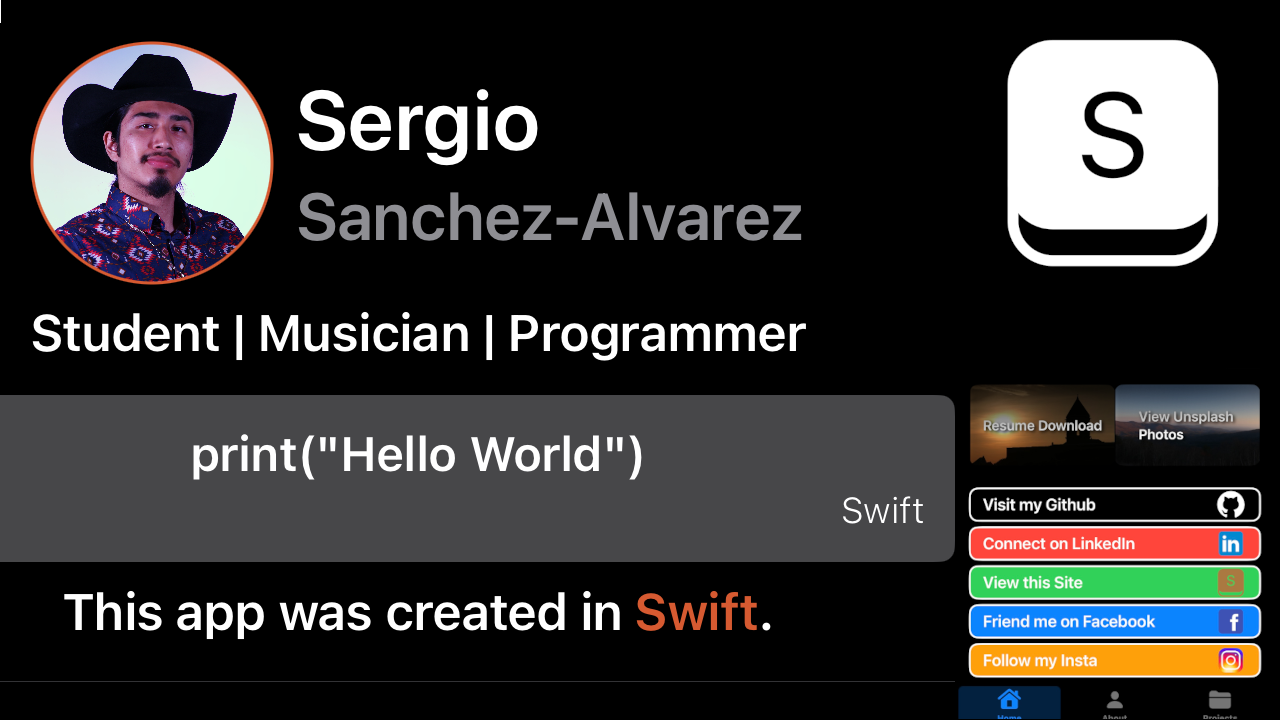 Sergio
Sanchez-Alvarez
S
Student | Musician | Programmer
print("Hello World")
Swift
This app was created in Swift.
Resume Download
View Unsplash
Photos
Visit my Github
Connect on LinkedIn
in
View this Site
S
Friend me on Facebook
f
Follow my Insta
Home
About
Projects